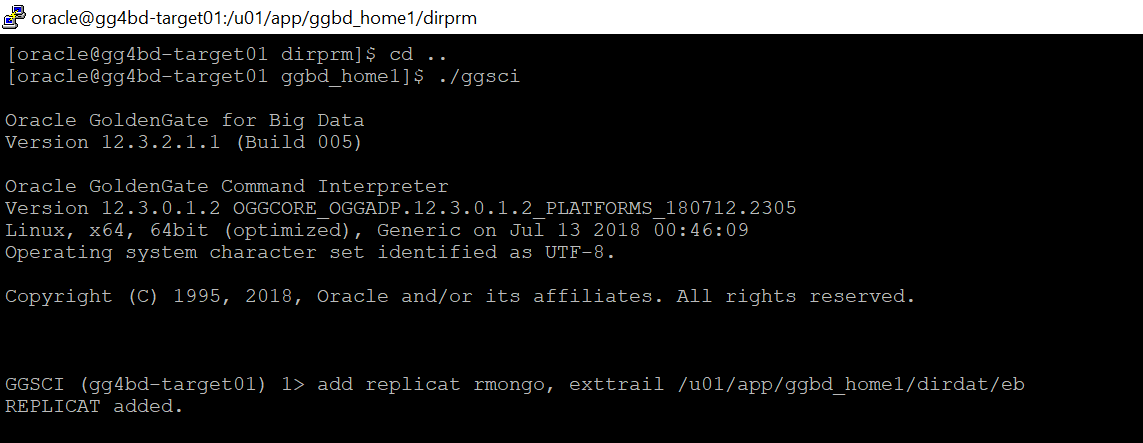 oracle@gg4bd-target01:/u01/app/ggbd_home1/dirprm
[oracle@gg4bd-target01 dirprm]$ cd ..
[oracle@gg4bd-target01 ggbd_home1]$ ./ggsci
Oracle GoldenGate for Big Data
Version 12.3.2.1.1 (Build 005)
Oracle GoldenGate Command Interpreter
Version 12.3.0.1.2 OGGCORE_OGGADP.12.3.0.1.2_PLATFORMS_180712.2305
Linux, x64, 64bit (optimized), Generic on Jul 13 2018 00:46:09
Operating system character set identified as UTF-8.
Copyright (C) 1995, 2018, Oracle and/or its affiliates. All rights reserved.
GGSCI (gg4bd-target01) 1> add replicat rmongo, exttrail /u01/app/ggbd_home1/dirdat/eb
REPLICAT added.